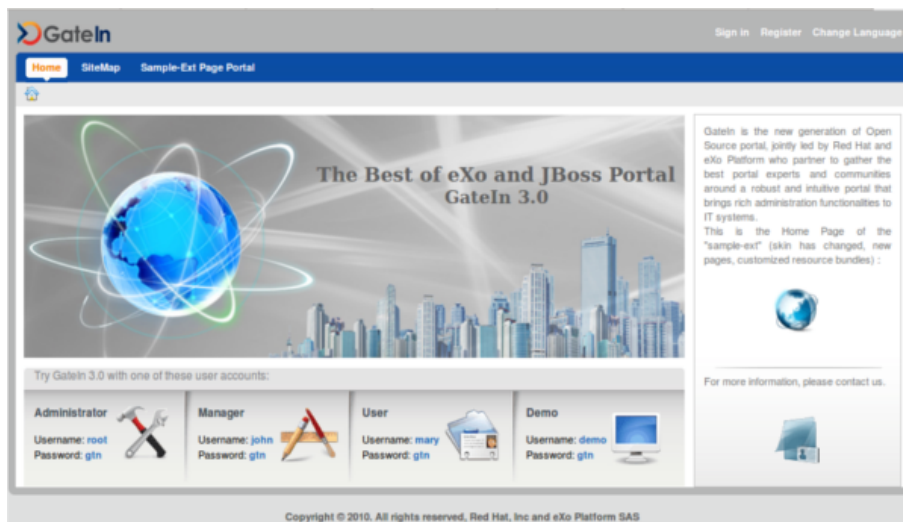 GateIn
Sign in Register Change Language
Home SiteMap Sample-Ext Page Portal
The Best of eXo and JBoss Portal
GateIn 3.0
GateIn is the new generation of Open
Source portal, jointly led by Red Hat and
eXo Platform who partner to gather the
best portal experts and communities
around a robust and intuitive portal that
brings rich administration functionalities to
IT systems.
This is the Home Page of the
"sample-ext" (skin has changed, new
pages, customized resource bundles) :
For more information, please contact us.
Try GateIn 3.0 with one of these user accounts:
Administrator
Username: root
Password: gtn
Manager
Username: john
Password: gtn
User
Username: mary
Password: gtn
Demo
Username: demo
Password: gtn
Copyright © 2010. All rights reserved, Red Hat, Inc and eXo Platform SAS